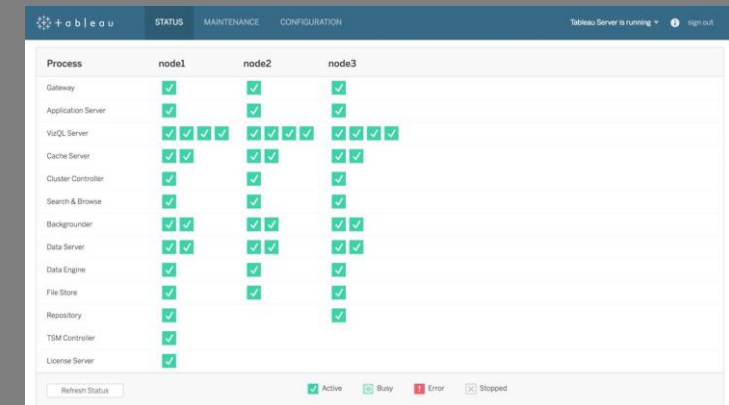 +ableau STATUS MAINTENANCE CONFIGURATION Tableau Server is running sign out
Process node1 node2 node3
Gateway
Application Server
VizQL Server
Cache Server
Cluster Controller
Search & Browse
Backgrounder
Data Server
Data Engine
File Store
Repository
TSM Controller
License Server
Refresh Status Active Busy Error Stopped